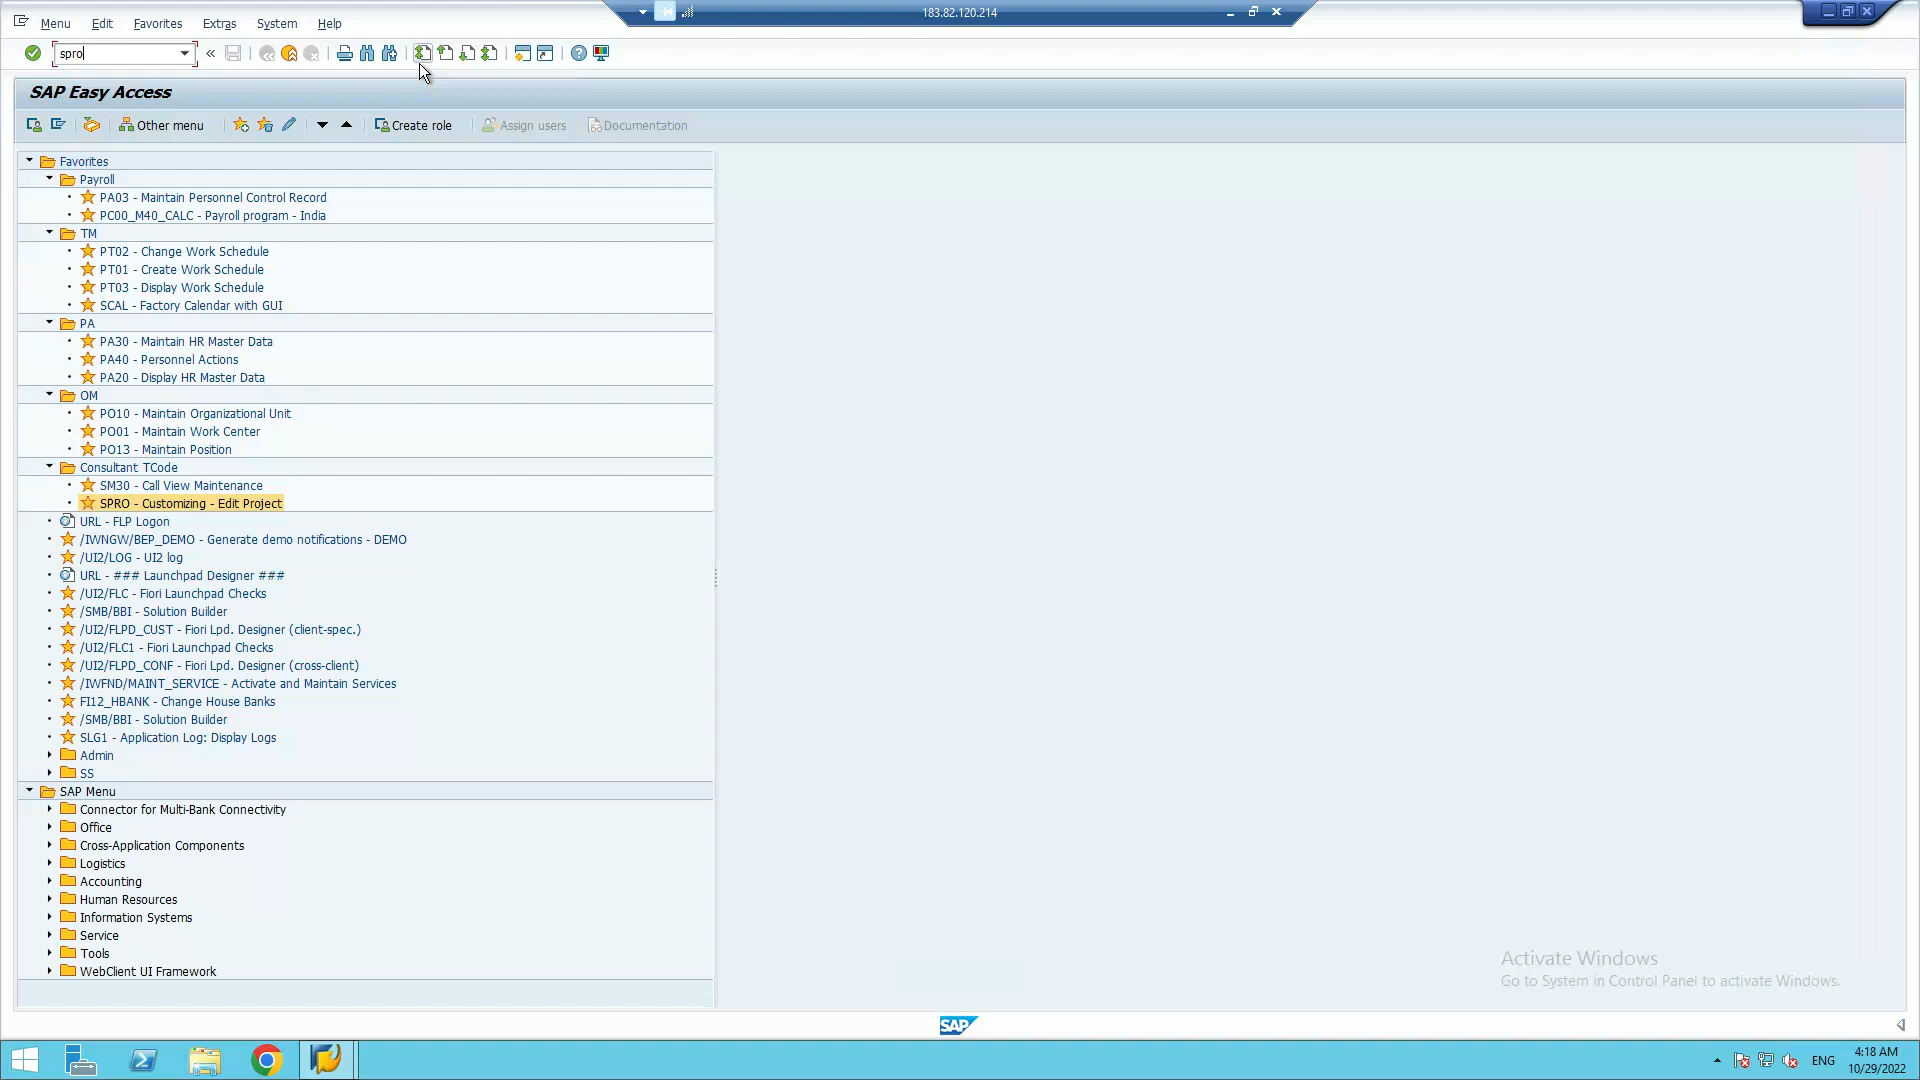 183.82.120.214
Menu Edit Favorites Extras System Help
spro
SAP Easy Access
Other menu Create role Assign users Documentation
Favorites
Payroll
PA03 - Maintain Personnel Control Record
PC00_M40_CALC - Payroll program - India
TM
PT02 - Change Work Schedule
PT01 - Create Work Schedule
PT03 - Display Work Schedule
SCAL - Factory Calendar with GUI
PA
PA30 - Maintain HR Master Data
PA40 - Personnel Actions
PA20 - Display HR Master Data
OM
PO10 - Maintain Organizational Unit
PO01 - Maintain Work Center
PO13 - Maintain Position
Consultant TCode
SM30 - Call View Maintenance
SPRO - Customizing - Edit Project
URL - FLP Logon
/IWNGW/BEP_DEMO - Generate demo notifications - DEMO
/UI2/LOG - UI2 log
URL - ### Launchpad Designer ###
/UI2/FLC - Fiori Launchpad Checks
/SMB/BBI - Solution Builder
/UI2/FLPD_CUST - Fiori Lpd. Designer (client-spec.)
/UI2/FLC1 - Fiori Launchpad Checks
/UI2/FLPD_CONF - Fiori Lpd. Designer (cross-client)
/IWFND/MAINT_SERVICE - Activate and Maintain Services
FI12_HBANK - Change House Banks
/SMB/BBI - Solution Builder
SLG1 - Application Log: Display Logs
Admin
SS
SAP Menu
Connector for Multi-Bank Connectivity
Office
Cross-Application Components
Logistics
Accounting
Human Resources
Information Systems
Service
Tools
WebClient UI Framework
Activate Windows
Go to System in Control Panel to activate Windows.
SAP
ENG
4:18 AM
10/29/2022